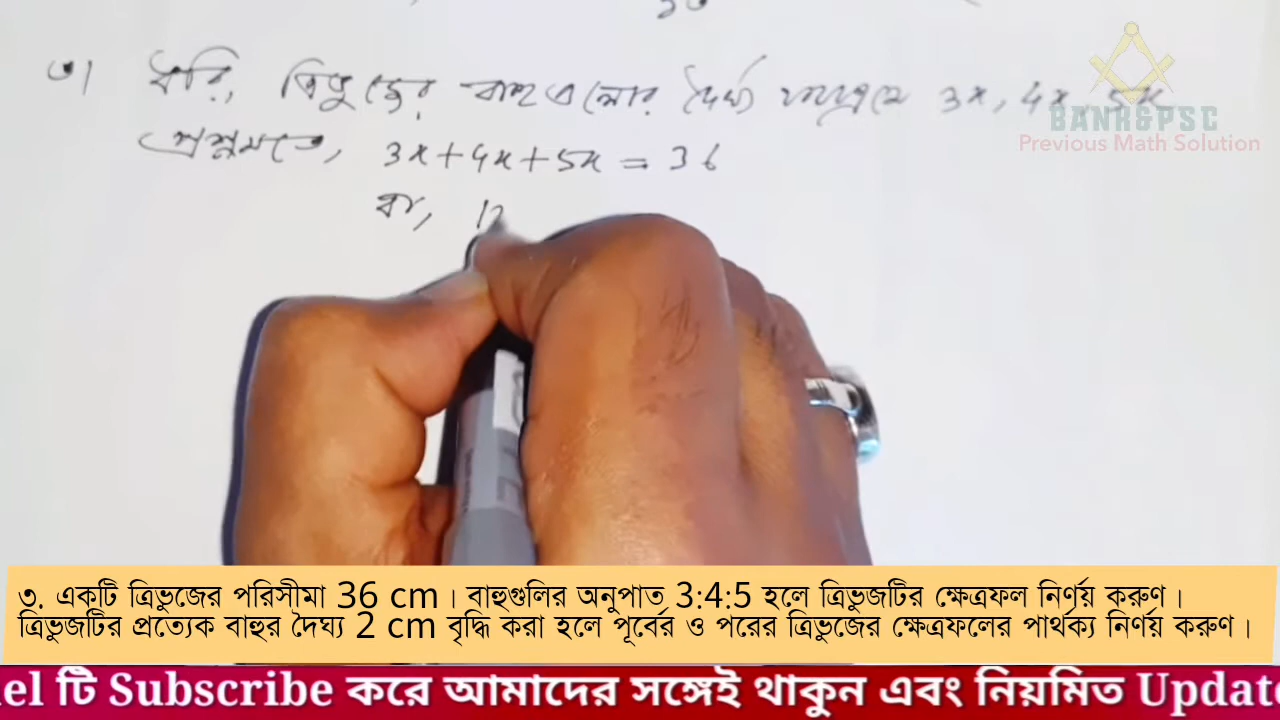 ৩। ধরি, ত্রিভুজের বাহুগুলোর দৈর্ঘ্য যথাক্রমে 3x, 4x, 5x
BANK&PSC
Previous Math Solution
প্রশ্নমতে, 3x+4x+5x = 36
বা, 12
৩. একটি ত্রিভুজের পরিসীমা 36 cm। বাহুগুলির অনুপাত 3:4:5 হলে ত্রিভুজটির ক্ষেত্রফল নির্ণয় করুণ।
ত্রিভুজটির প্রত্যেক বাহুর দৈর্ঘ্য 2 cm বৃদ্ধি করা হলে পূর্বের ও পরের ত্রিভুজের ক্ষেত্রফলের পার্থক্য নির্ণয় করুণ।
el টি Subscribe করে আমাদের সঙ্গেই থাকুন এবং নিয়মিত Update